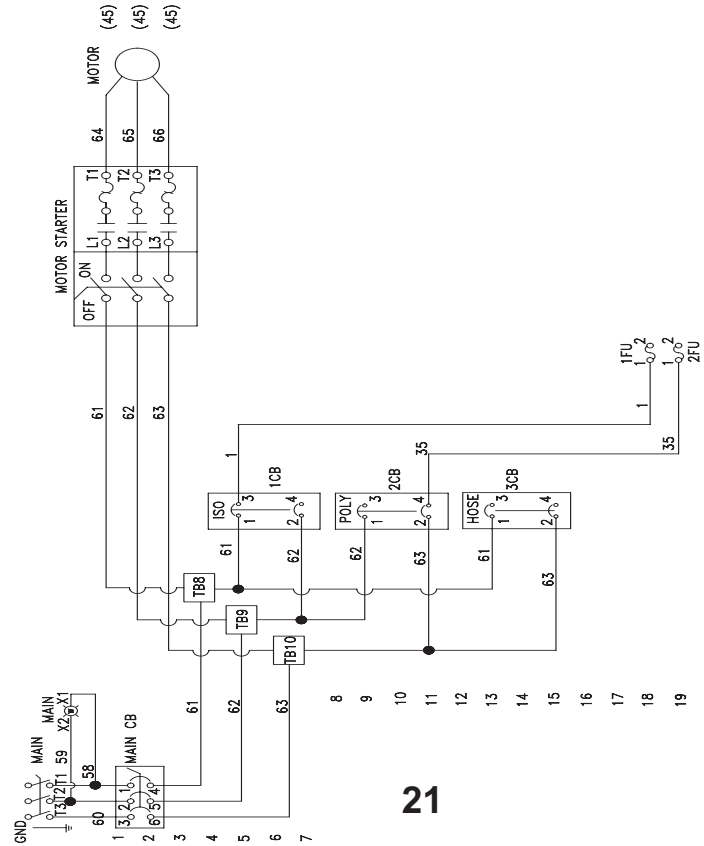 (45)
(45)
(45)
MOTOR
64
65
66
MOTOR STARTER
T1
T2
T3
L1
L2
L3
ON
OFF
61
62
63
1FU
1 2
1 2
2FU
1
35
1
35
ISO
1CB
1 3
2 4
POLY
2CB
1 3
2 4
HOSE
3CB
1 3
2 4
61
62
62
63
61
63
TB8
TB9
TB10
61
62
63
MAIN
X2 X1
W
MAIN
59
58
60
T1
T2
T3
GND
MAIN CB
1 4
2 5
3 6
1
2
3
4
5
6
7
8
9
10
11
12
13
14
15
16
17
18
19
21